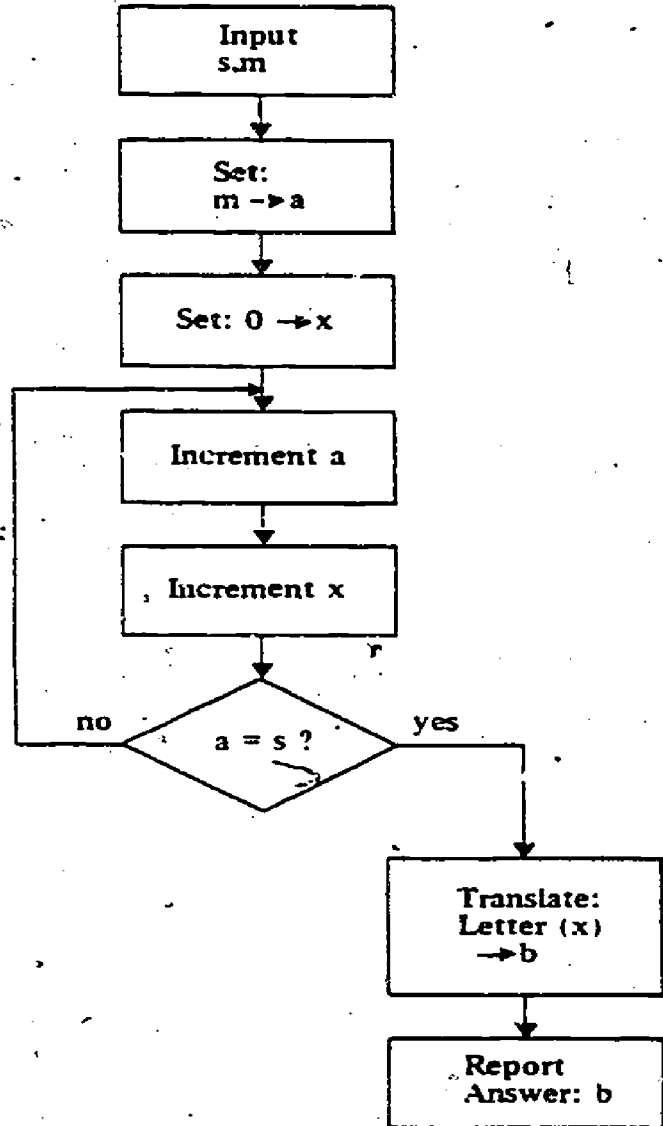 Input
s.m
Set:
m → a
Set: 0 → x
Increment a
Increment x
no
a = s ?
yes
Translate:
Letter (x)
→ b
Report
Answer: b